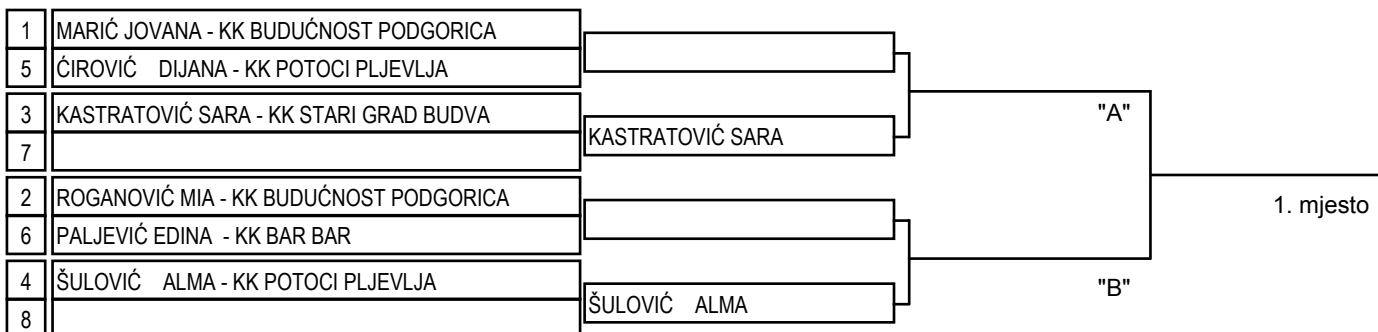 1 MARIĆ JOVANA - KK BUDUĆNOST PODGORICA
5 ĆIROVIĆ DIJANA - KK POTOCI PLJEVLJA
3 KASTRATOVIĆ SARA - KK STARI GRAD BUDVA
"A"
KASTRATOVIĆ SARA
7
2 ROGANOVIĆ MIA - KK BUDUĆNOST PODGORICA
1. mjesto
6 PALJEVIĆ EDINA - KK BAR BAR
4 ŠULOVIĆ ALMA - KK POTOCI PLJEVLJA
"B"
ŠULOVIĆ ALMA
8